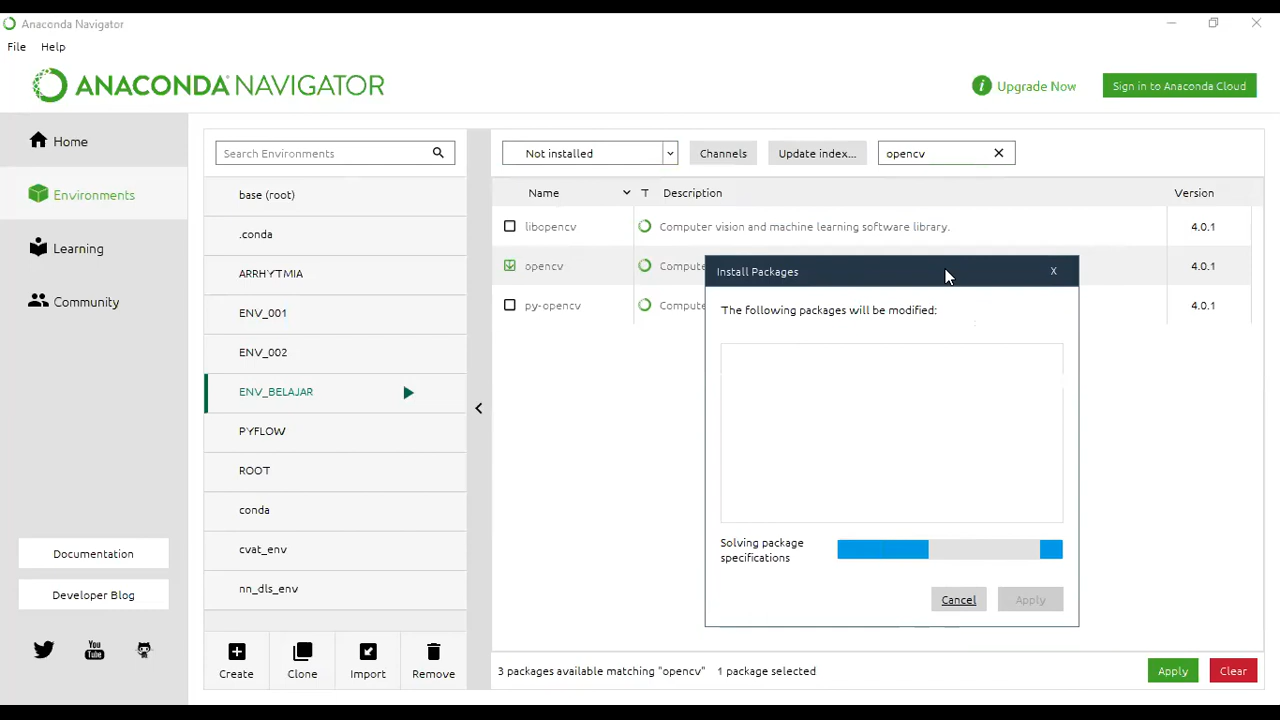 Anaconda Navigator
File Help
ANACONDA NAVIGATOR
Upgrade Now
Sign in to Anaconda Cloud
Home
Environments
Learning
Community
Documentation
Developer Blog
You Tube
Search Environments
base (root)
.conda
ARRHYTMIA
ENV_001
ENV_002
ENV_BELAJAR
PYFLOW
ROOT
conda
cvat_env
nn_dls_env
Create Clone Import Remove
Not installed Channels Update index... opencv
Name T Description Version
libopencv Computer vision and machine learning software library. 4.0.1
opencv Compute 4.0.1
py-opencv Compute 4.0.1
Install Packages X
The following packages will be modified:
Solving package
specifications
Cancel Apply
3 packages available matching "opencv" 1 package selected
Apply Clear